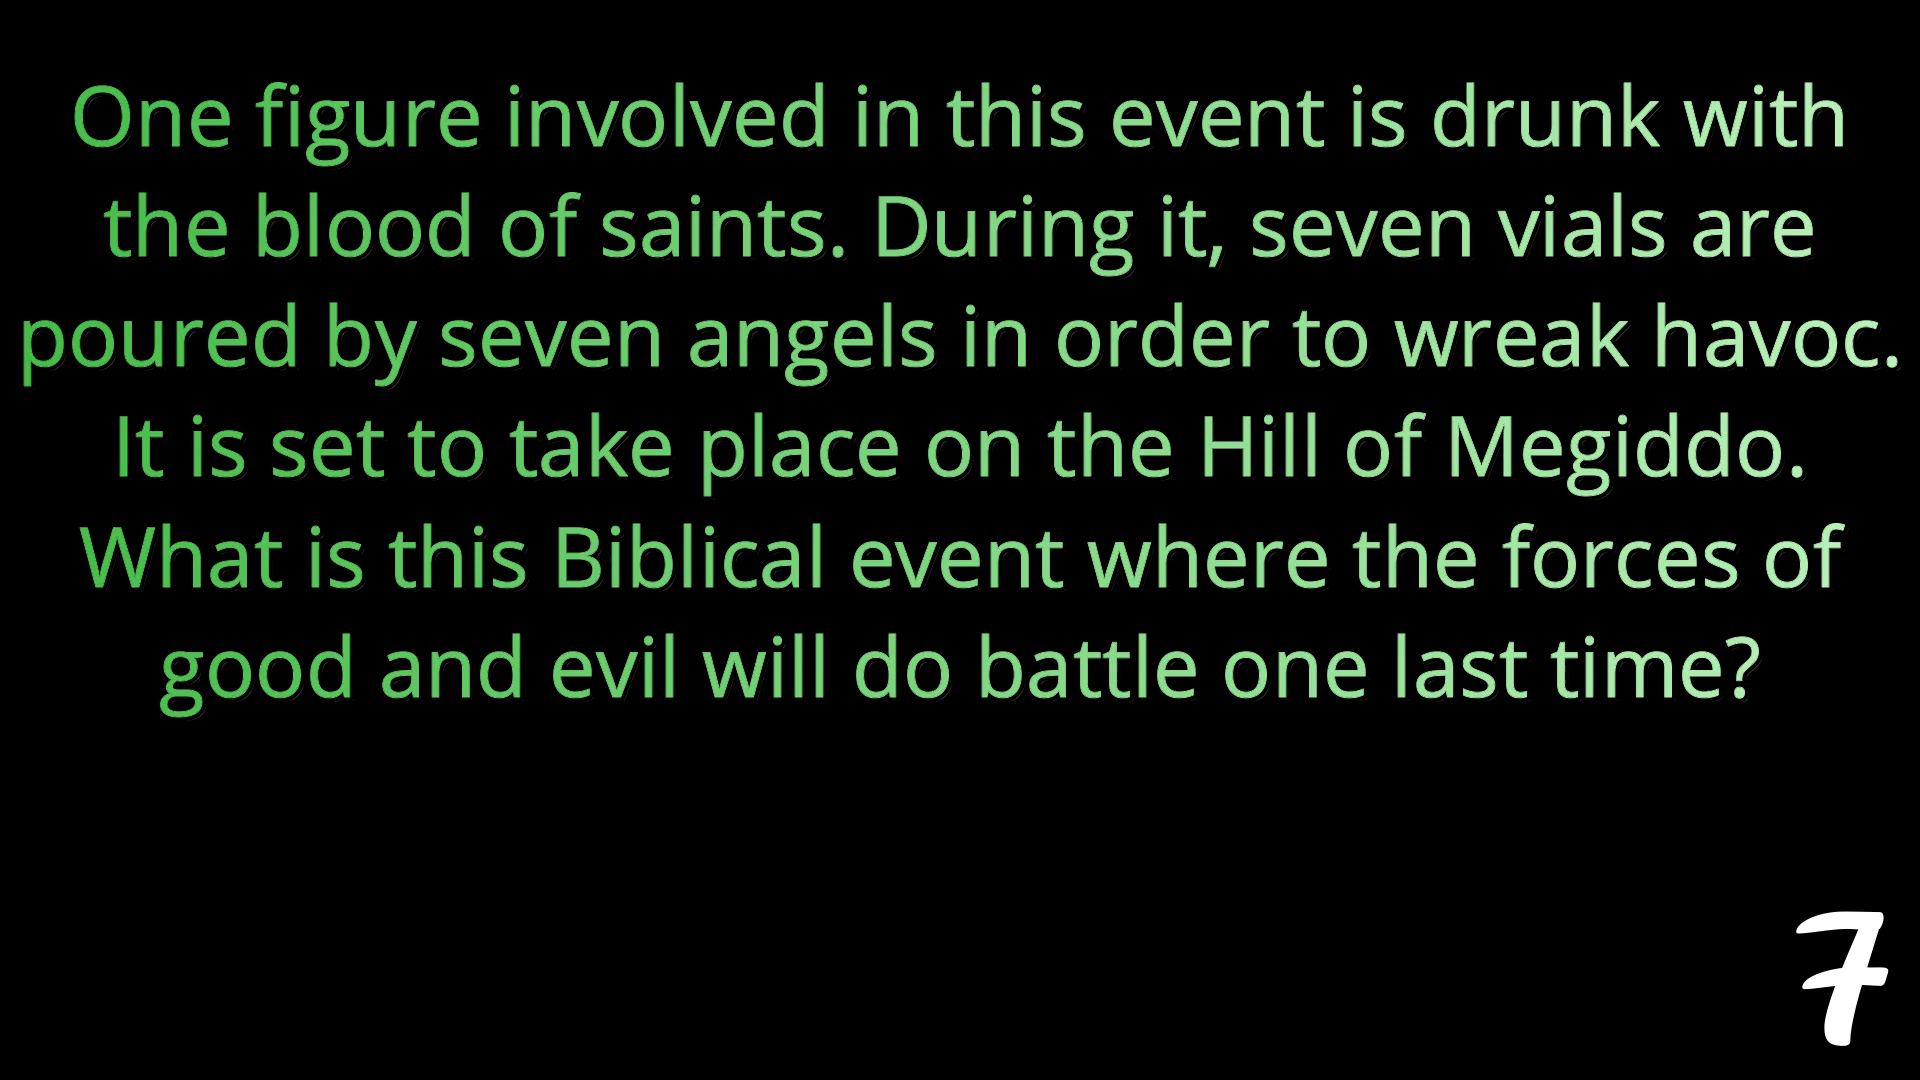 One figure involved in this event is drunk with
the blood of saints. During it, seven vials are
poured by seven angels in order to wreak havoc.
It is set to take place on the Hill of Megiddo.
What is this Biblical event where the forces of
good and evil will do battle one last time?
7